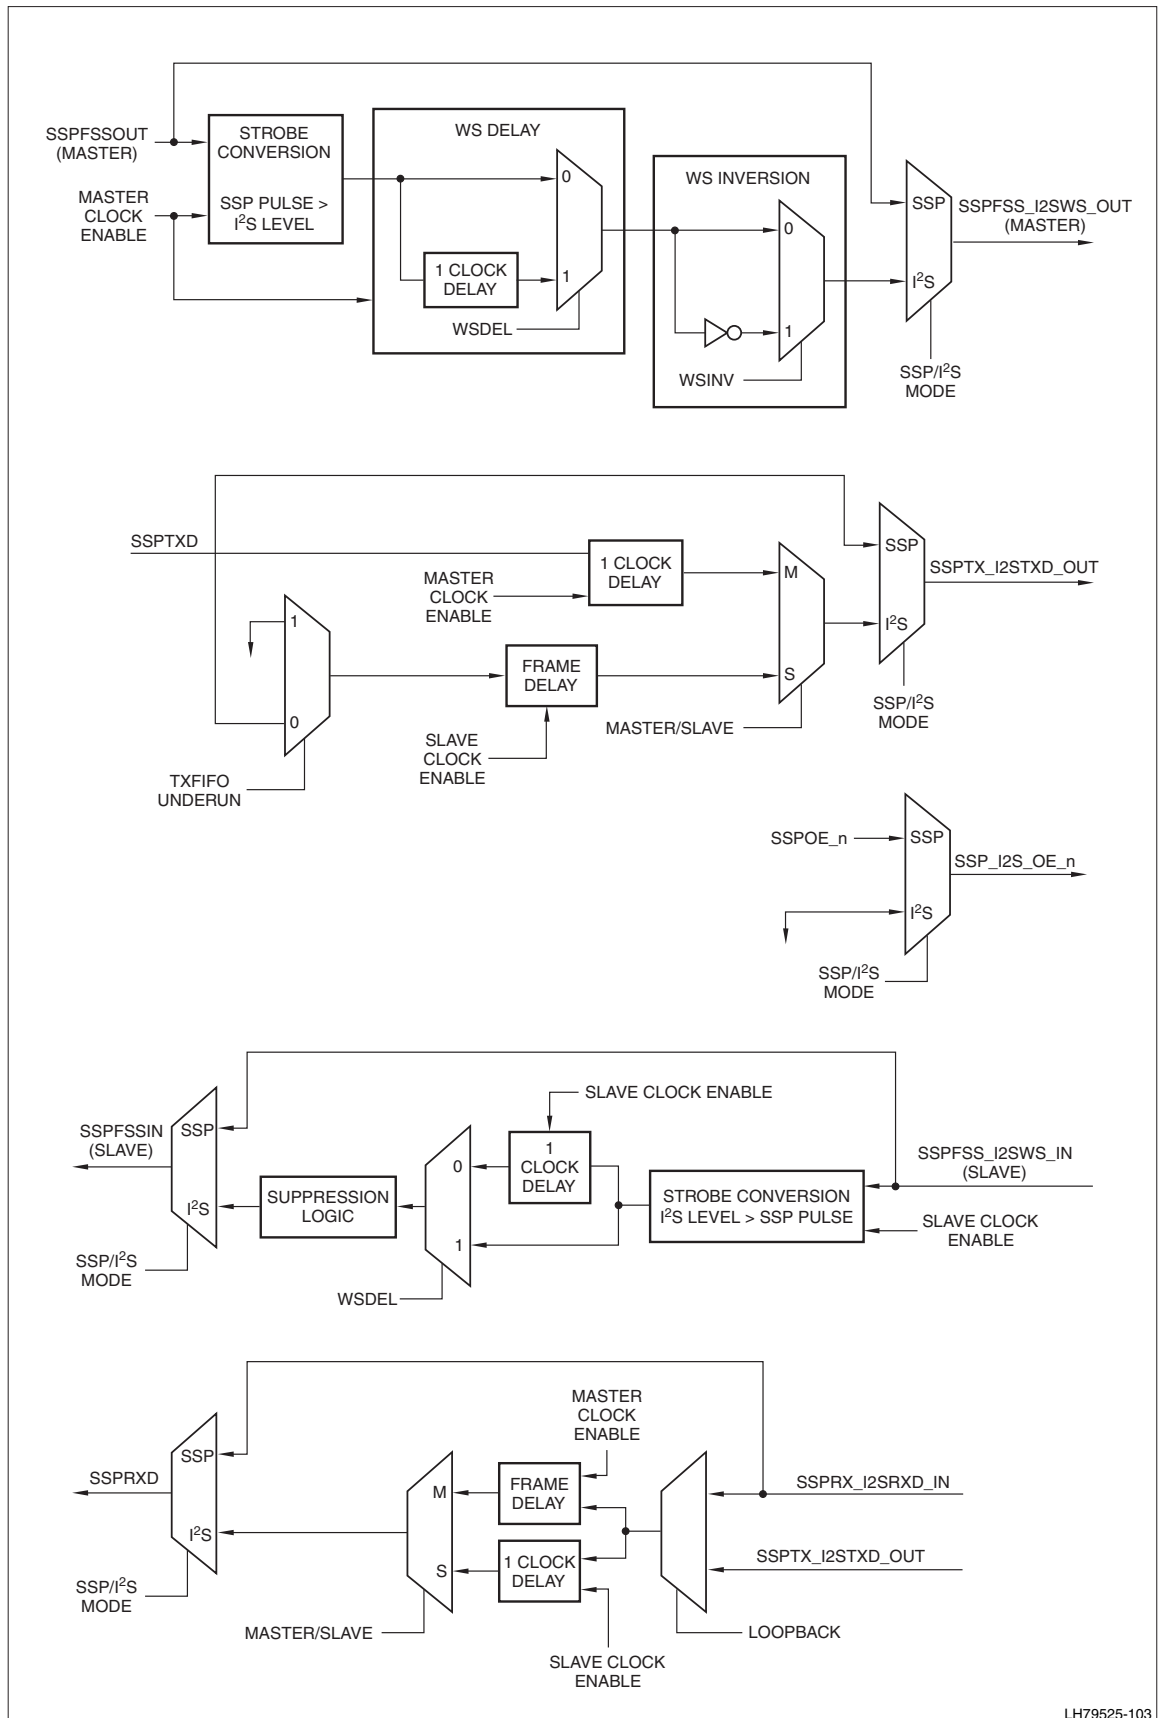 SSPFSSOUT
(MASTER)
MASTER
CLOCK
ENABLE
STROBE
CONVERSION
SSP PULSE >
I²S LEVEL
WS DELAY
0
1 CLOCK
DELAY
1
WSDEL
WS INVERSION
0
1
WSINV
SSP
I²S
SSPFSS_I2SWS_OUT
(MASTER)
SSP/I²S
MODE
SSPTXD
MASTER
CLOCK
ENABLE
1 CLOCK
DELAY
M
S
SSP
I²S
SSPTX_I2STXD_OUT
1
0
FRAME
DELAY
SLAVE
CLOCK
ENABLE
MASTER/SLAVE
SSP/I²S
MODE
TXFIFO
UNDERUN
SSPOE_n
SSP
I²S
SSP_I2S_OE_n
SSP/I²S
MODE
SLAVE CLOCK ENABLE
SSPFSSIN
(SLAVE)
SSP
I²S
SSP/I²S
MODE
SUPPRESSION
LOGIC
0
1
WSDEL
1
CLOCK
DELAY
STROBE CONVERSION
I²S LEVEL > SSP PULSE
SSPFSS_I2SWS_IN
(SLAVE)
SLAVE CLOCK
ENABLE
MASTER
CLOCK
ENABLE
SSPRXD
SSP
I²S
SSP/I²S
MODE
M
S
MASTER/SLAVE
FRAME
DELAY
1 CLOCK
DELAY
SLAVE CLOCK
ENABLE
SSPRX_I2SRXD_IN
SSPTX_I2STXD_OUT
LOOPBACK
LH79525-103